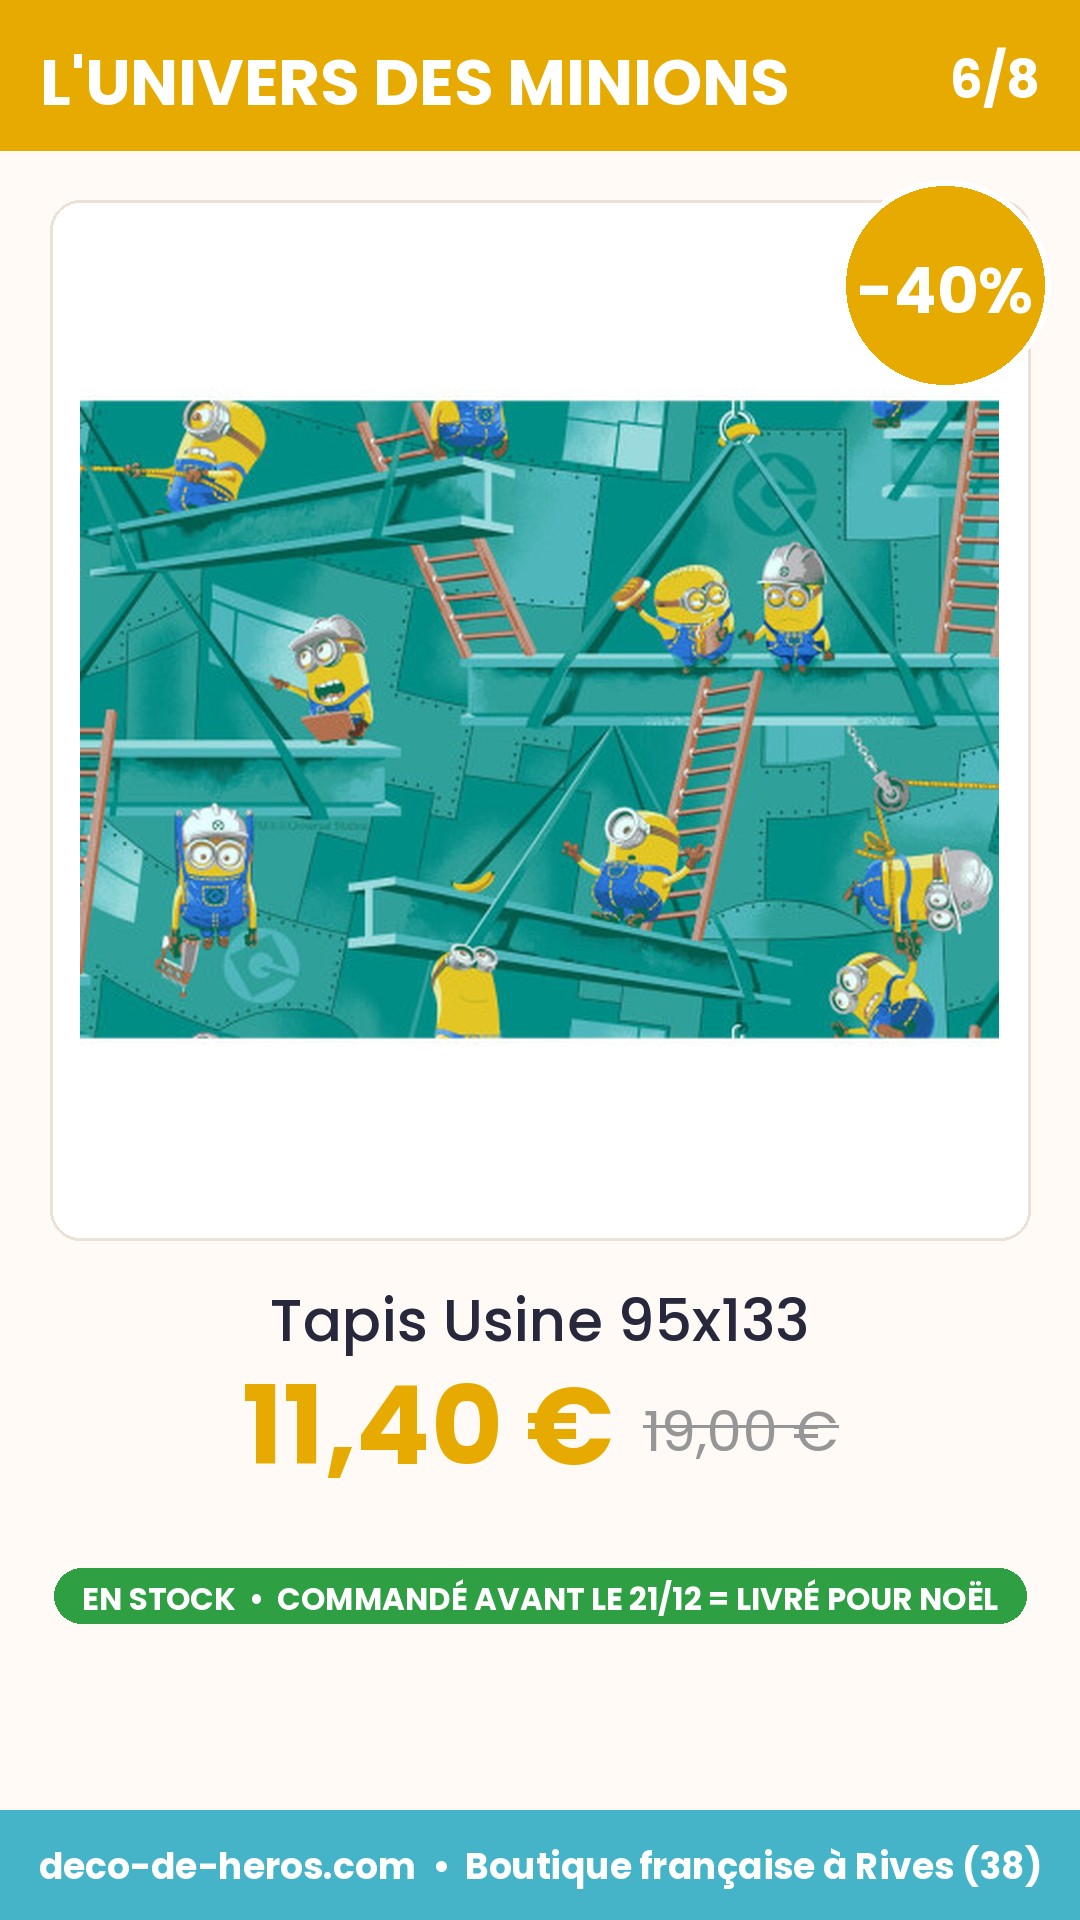 L'UNIVERS DES MINIONS 6/8
-40%
Tapis Usine 95x133
11,40 € 19,00 €
EN STOCK • COMMANDÉ AVANT LE 21/12 = LIVRÉ POUR NOËL
deco-de-heros.com • Boutique française à Rives (38)